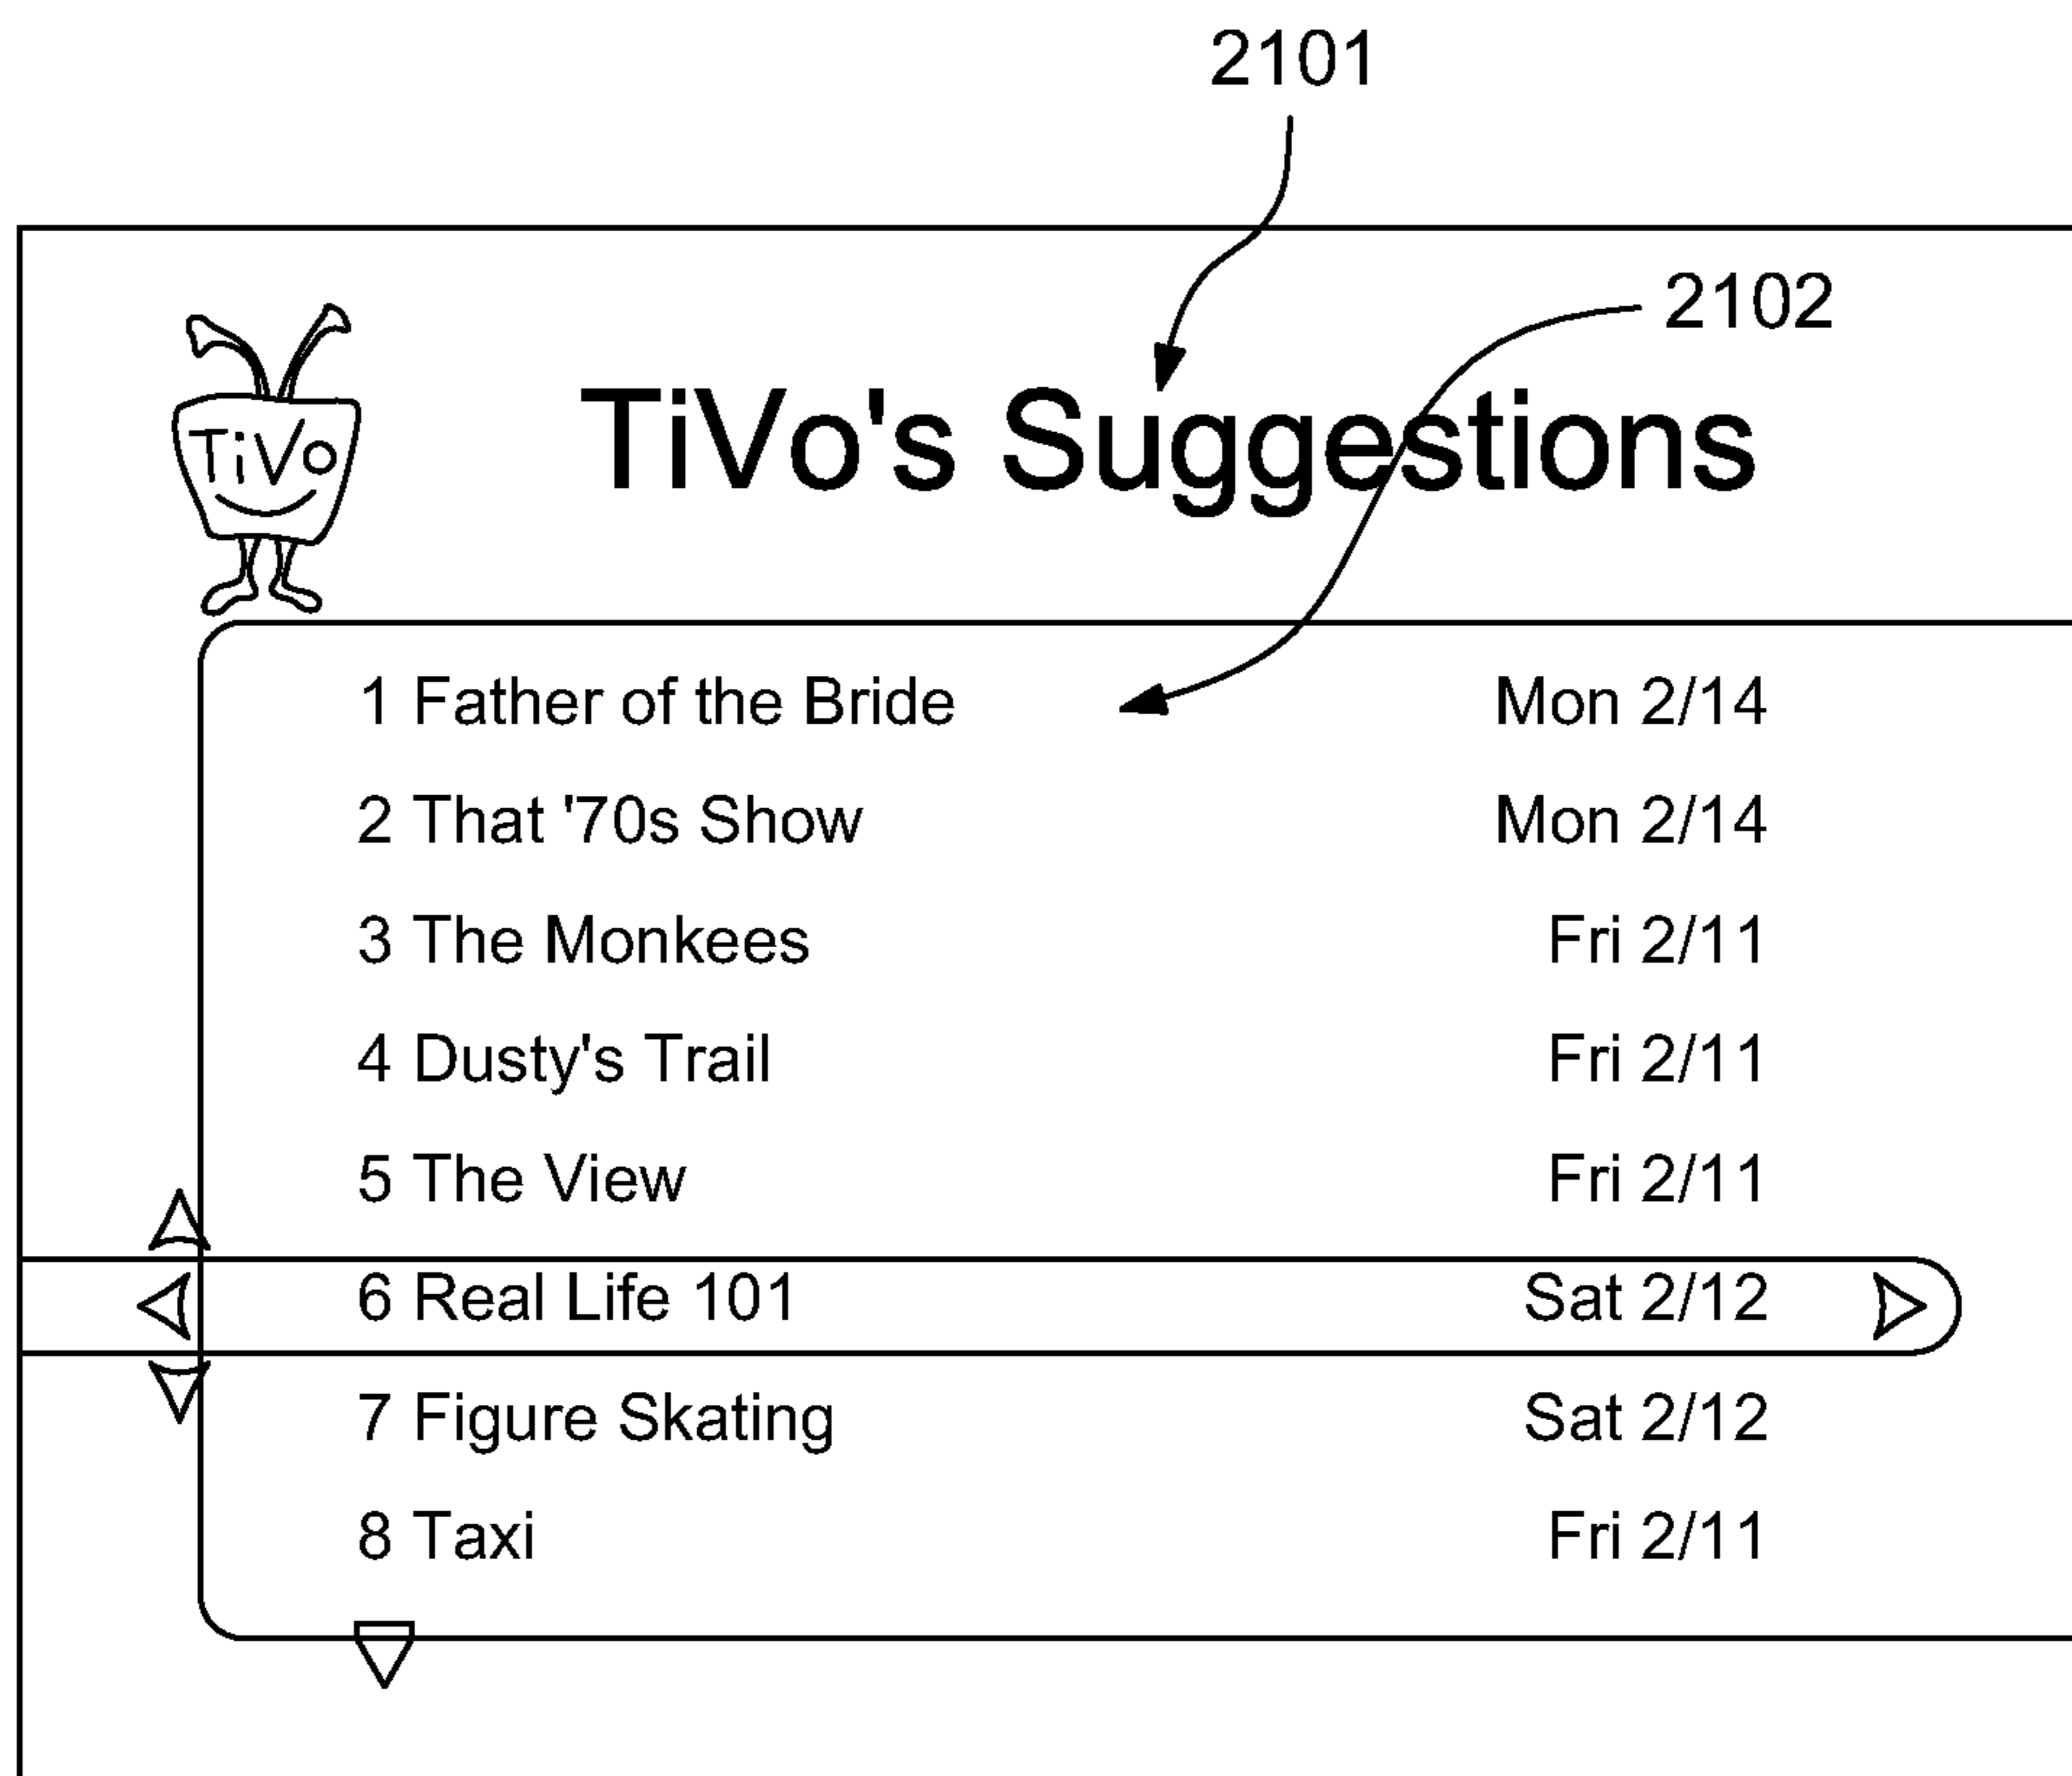 2101
2102
TiVo
TiVo's Suggestions
1 Father of the Bride Mon 2/14
2 That '70s Show Mon 2/14
3 The Monkees Fri 2/11
4 Dusty's Trail Fri 2/11
5 The View Fri 2/11
6 Real Life 101 Sat 2/12
7 Figure Skating Sat 2/12
8 Taxi Fri 2/11